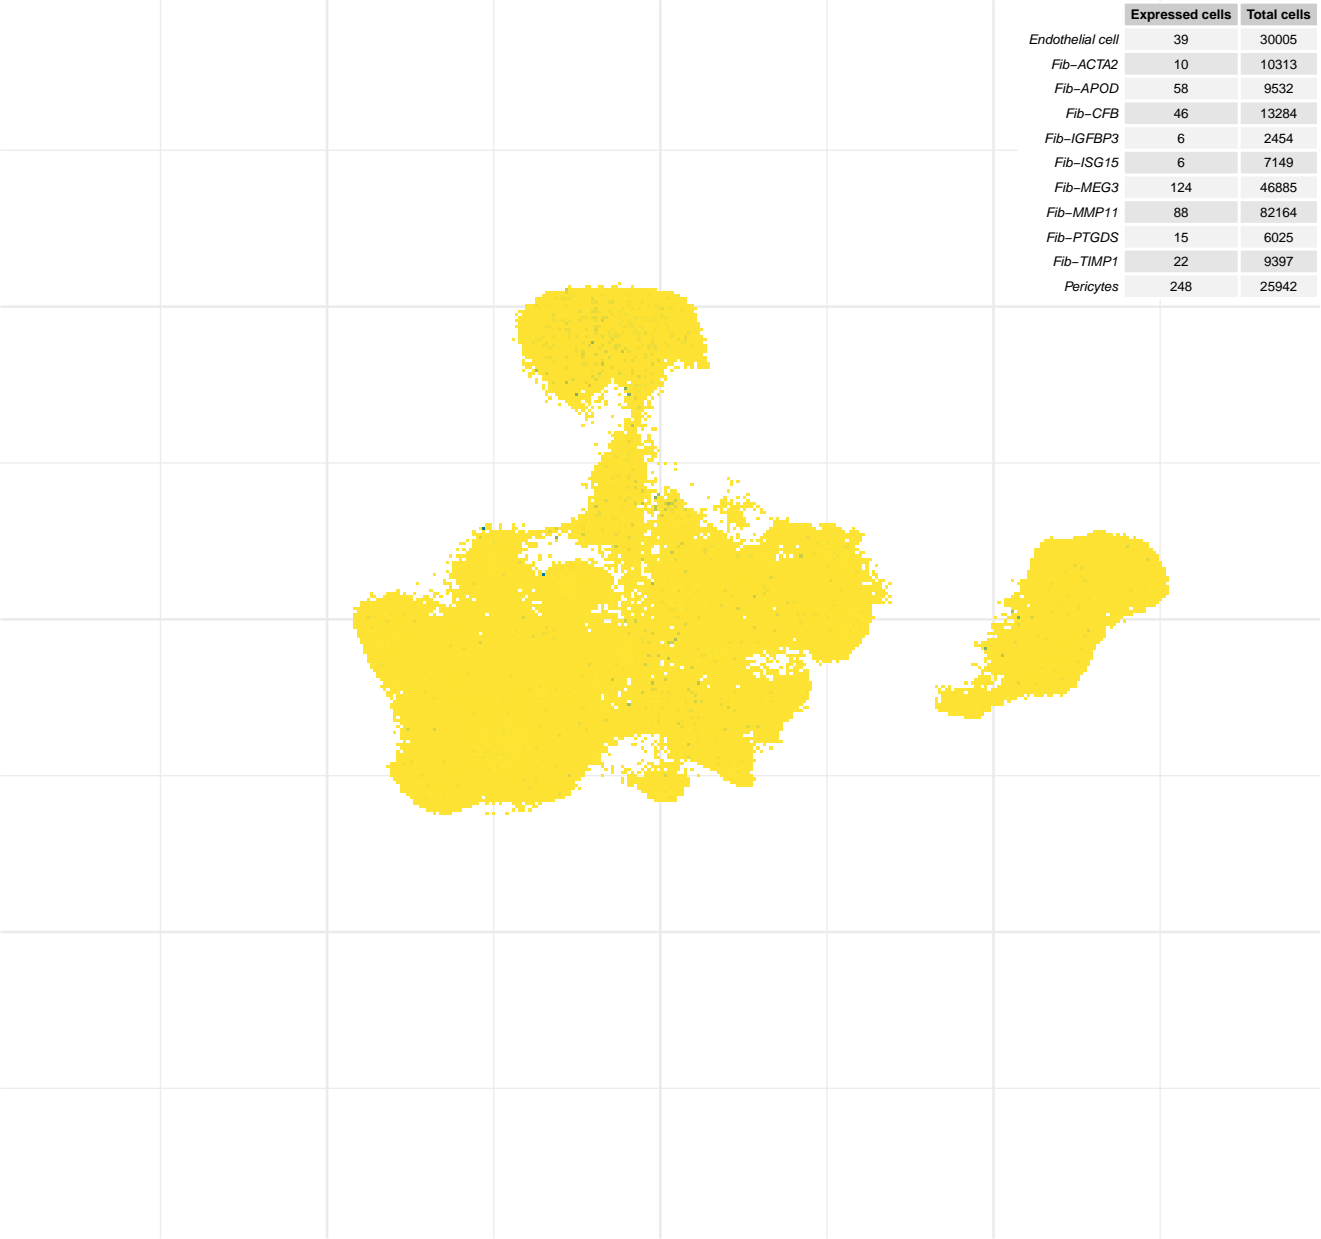 Expressed cells Total cells
Endothelial cell 39 30005
Fib−ACTA2 10 10313
Fib−APOD 58 9532
Fib−CFB 46 13284
Fib−IGFBP3 6 2454
Fib−ISG15 6 7149
Fib−MEG3 124 46885
Fib−MMP11 88 82164
Fib−PTGDS 15 6025
Fib−TIMP1 22 9397
Pericytes 248 25942